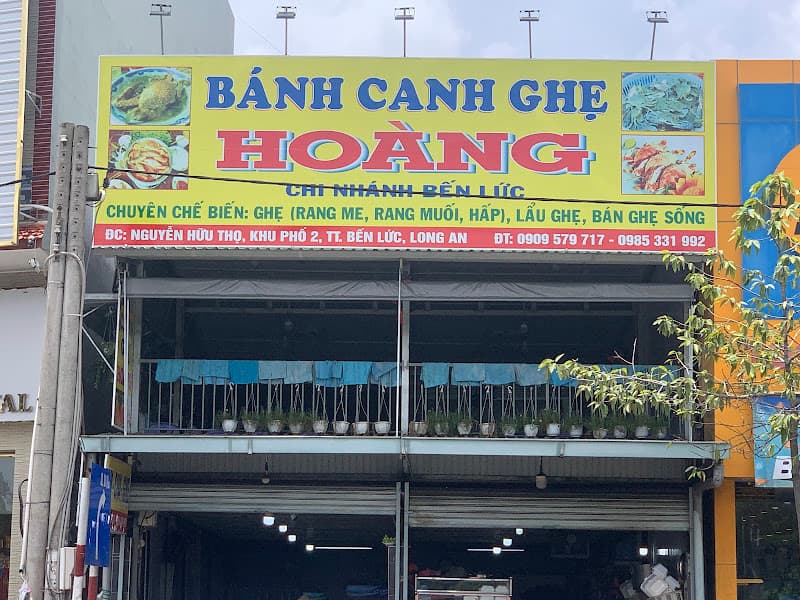 BÁNH CANH GHẸ
HOÀNG
CHI NHÁNH BẾN LỨC
CHUYÊN CHẾ BIẾN: GHẸ (RANG ME, RANG MUỐI, HẤP), LẨU GHẸ, BÁN GHẸ SỐNG
ĐC: NGUYỄN HỮU THỌ, KHU PHỐ 2, TT. BẾN LỨC, LONG AN ĐT: 0909 579 717 - 0985 331 992
TAL